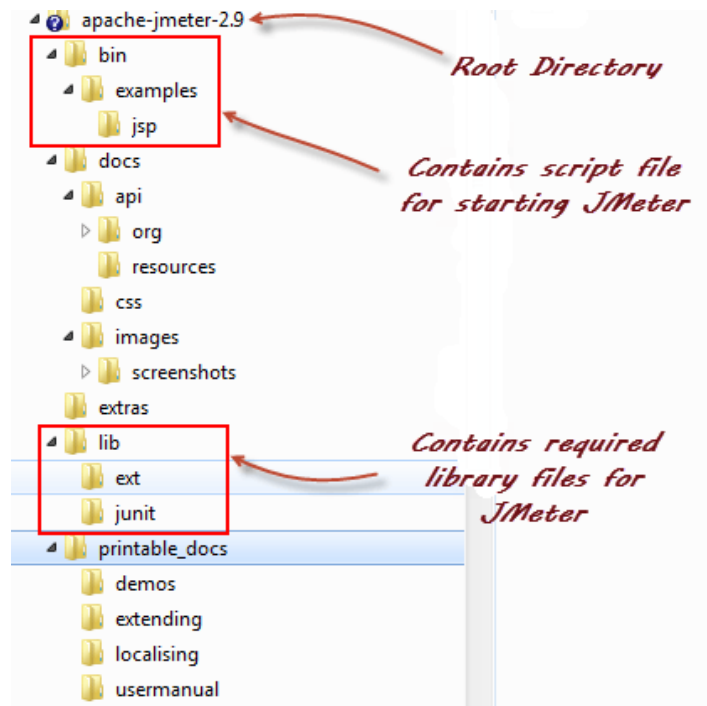 apache-jmeter-2.9
Root Directory
bin
examples
jsp
Contains script file
for starting JMeter
docs
api
org
resources
css
images
screenshots
extras
lib
ext
junit
Contains required
library files for
JMeter
printable_docs
demos
extending
localising
usermanual